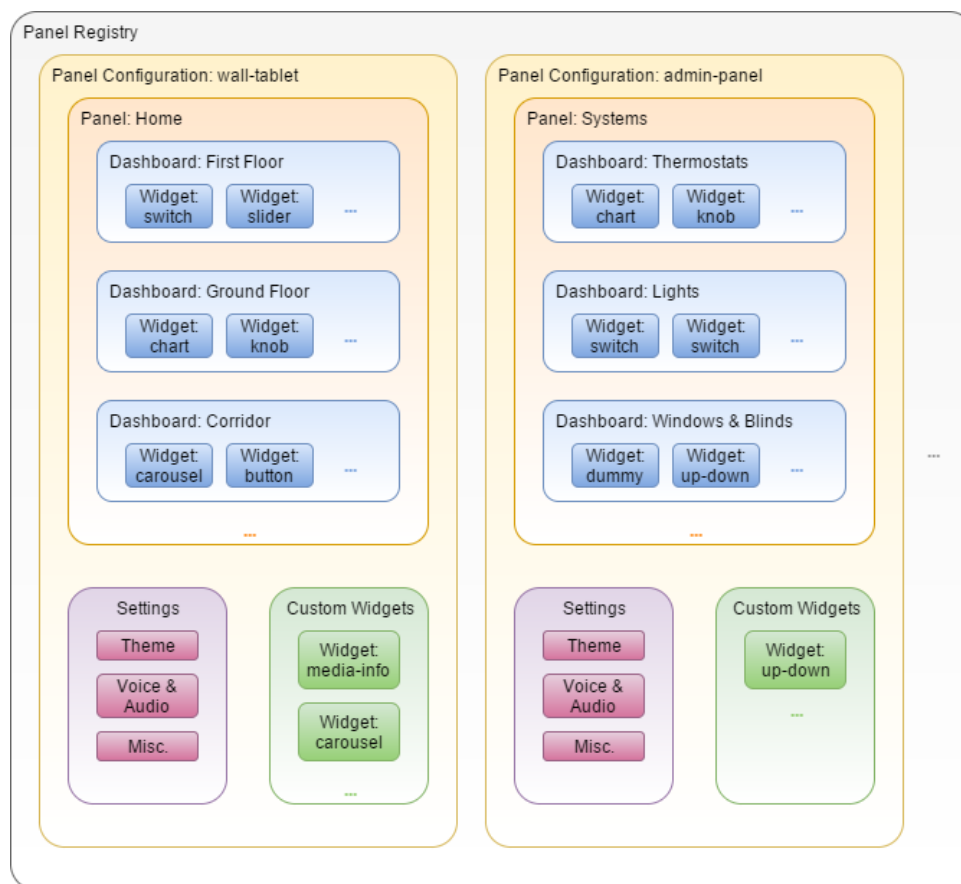 Panel Registry
Panel Configuration: wall-tablet
Panel: Home
Dashboard: First Floor
Widget:
switch
Widget:
slider
...
Dashboard: Ground Floor
Widget:
chart
Widget:
knob
...
Dashboard: Corridor
Widget:
carousel
Widget:
button
...
...
Settings
Theme
Voice &
Audio
Misc.
Custom Widgets
Widget:
media-info
Widget:
carousel
...
Panel Configuration: admin-panel
Panel: Systems
Dashboard: Thermostats
Widget:
chart
Widget:
knob
...
Dashboard: Lights
Widget:
switch
Widget:
switch
...
Dashboard: Windows & Blinds
Widget:
dummy
Widget:
up-down
...
...
Settings
Theme
Voice &
Audio
Misc.
Custom Widgets
Widget:
up-down
...
...